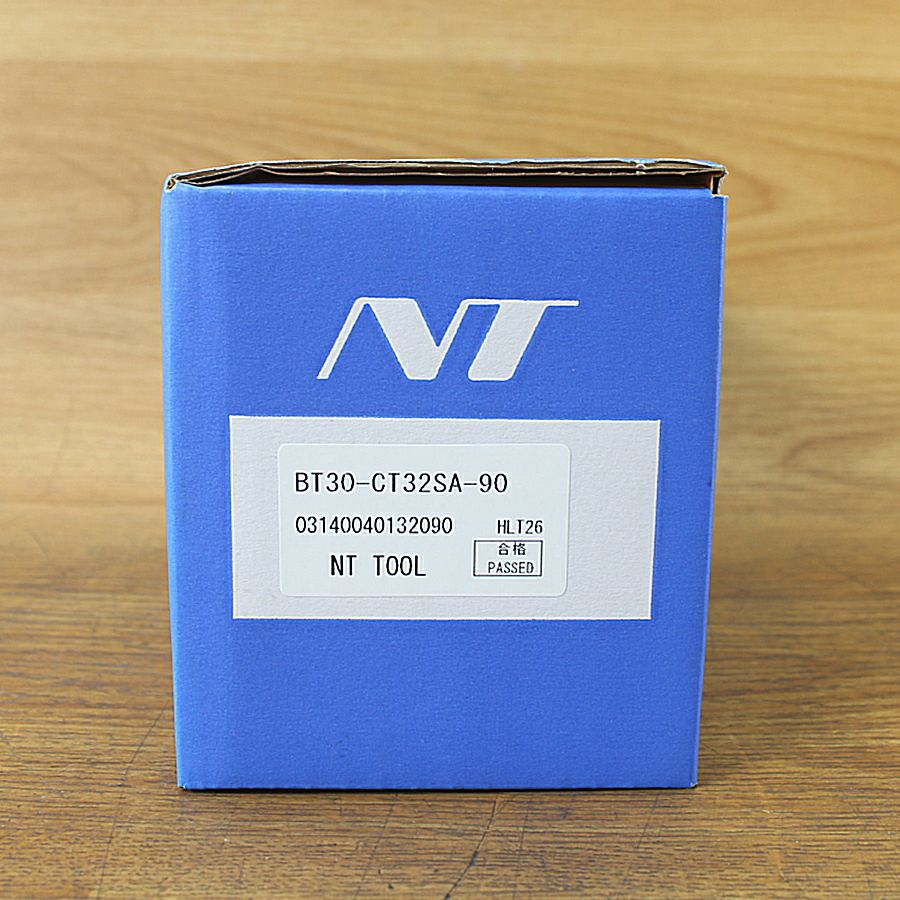 NT
BT30-CT32SA-90
03140040132090 HLT26
NT TOOL
合格
PASSED